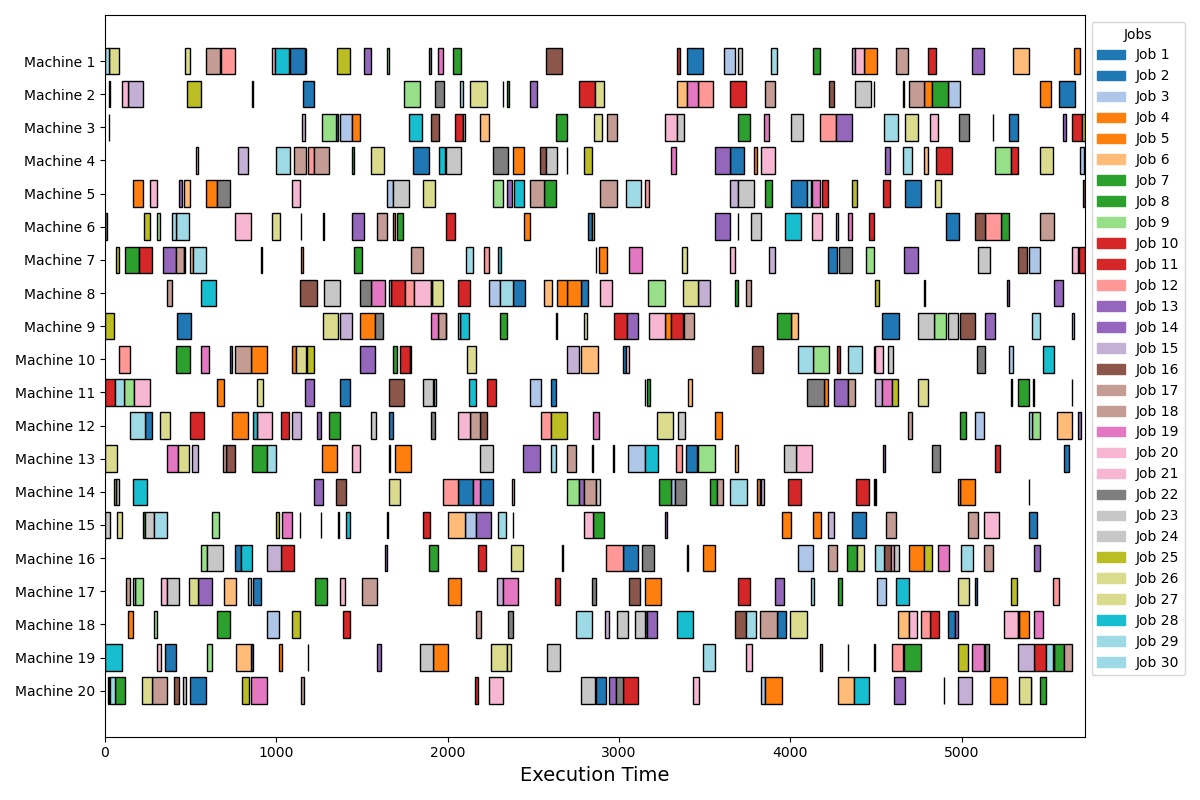 Machine 1
Machine 2
Machine 3
Machine 4
Machine 5
Machine 6
Machine 7
Machine 8
Machine 9
Machine 10
Machine 11
Machine 12
Machine 13
Machine 14
Machine 15
Machine 16
Machine 17
Machine 18
Machine 19
Machine 20
0 1000 2000 3000 4000 5000
Execution Time
Jobs
Job 1
Job 2
Job 3
Job 4
Job 5
Job 6
Job 7
Job 8
Job 9
Job 10
Job 11
Job 12
Job 13
Job 14
Job 15
Job 16
Job 17
Job 18
Job 19
Job 20
Job 21
Job 22
Job 23
Job 24
Job 25
Job 26
Job 27
Job 28
Job 29
Job 30